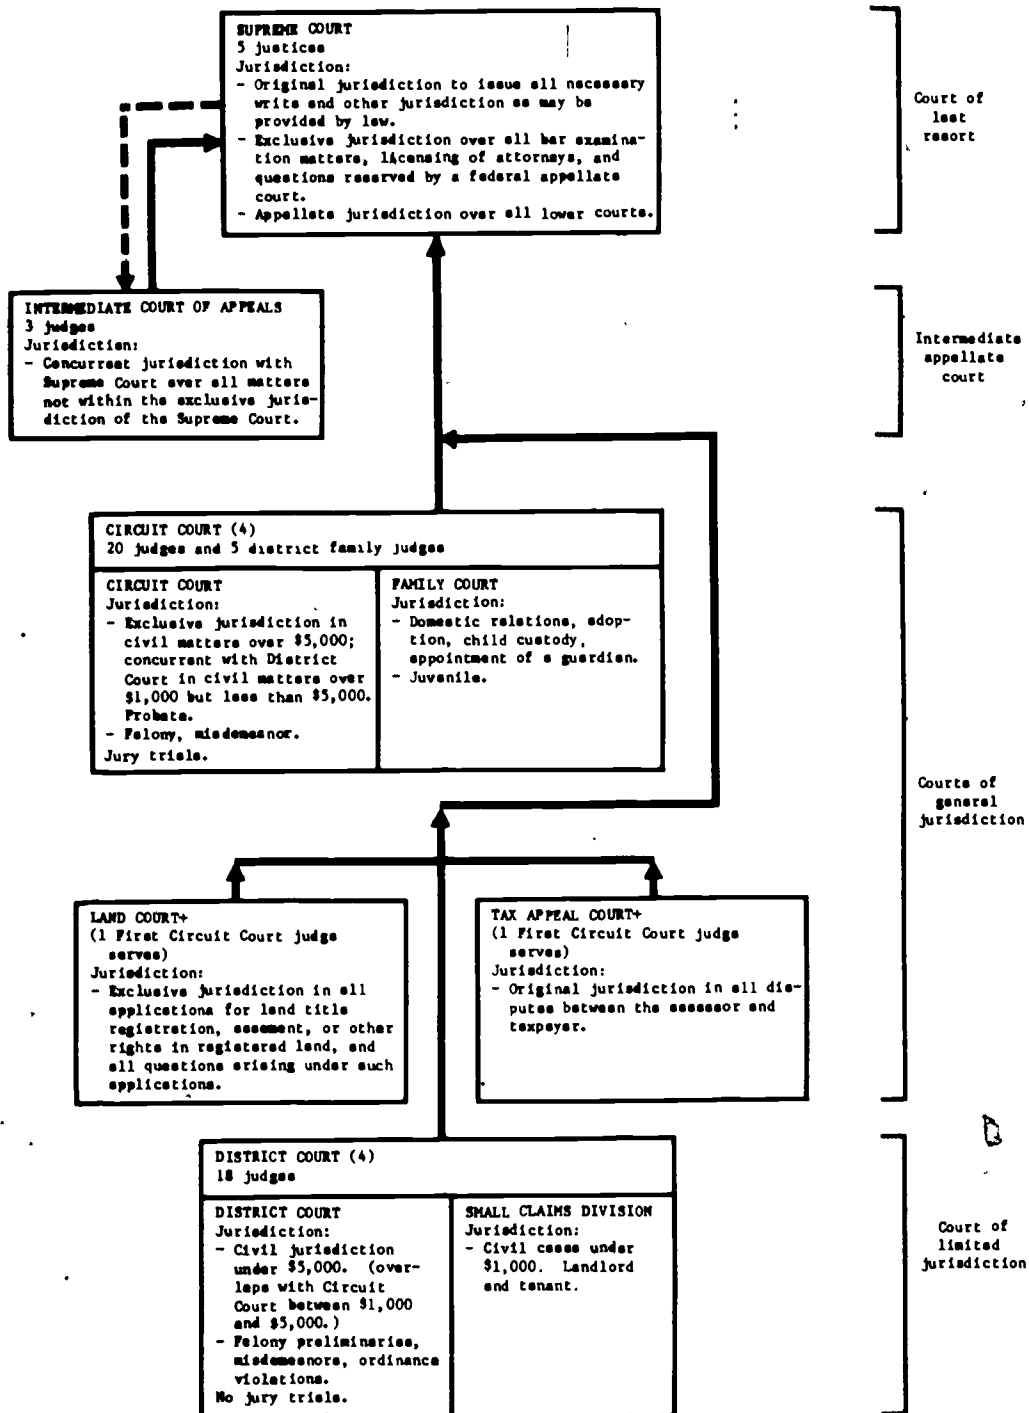 SUPREME COURT
5 justices
Jurisdiction:
- Original jurisdiction to issue all necessary
writs and other jurisdiction as may be
provided by law.
- Exclusive jurisdiction over all bar examina-
tion matters, licensing of attorneys, and
questions reserved by a federal appellate
court.
- Appellate jurisdiction over all lower courts.
Court of
last
resort
INTERMEDIATE COURT OF APPEALS
3 judges
Jurisdiction:
- Concurrent jurisdiction with
Supreme Court over all matters
not within the exclusive juris-
diction of the Supreme Court.
Intermediate
appellate
court
CIRCUIT COURT (4)
20 judges and 5 district family judges
CIRCUIT COURT
Jurisdiction:
- Exclusive jurisdiction in
civil matters over $5,000;
concurrent with District
Court in civil matters over
$1,000 but less than $5,000.
Probate.
- Felony, misdemeanor.
Jury trials.
FAMILY COURT
Jurisdiction:
- Domestic relations, adop-
tion, child custody,
appointment of a guardian.
- Juvenile.
Courts of
general
jurisdiction
LAND COURT+
(1 First Circuit Court judge
serves)
Jurisdiction:
- Exclusive jurisdiction in all
applications for land title
registration, easement, or other
rights in registered land, and
all questions arising under such
applications.
TAX APPEAL COURT+
(1 First Circuit Court judge
serves)
Jurisdiction:
- Original jurisdiction in all dis-
putes between the assessor and
taxpayer.
DISTRICT COURT (4)
18 judges
DISTRICT COURT
Jurisdiction:
- Civil jurisdiction
under $5,000. (over-
laps with Circuit
Court between $1,000
and $5,000.)
- Felony preliminaries,
misdemeanors, ordinance
violations.
No jury trials.
SMALL CLAIMS DIVISION
Jurisdiction:
- Civil cases under
$1,000. Landlord
and tenant.
Court of
limited
jurisdiction